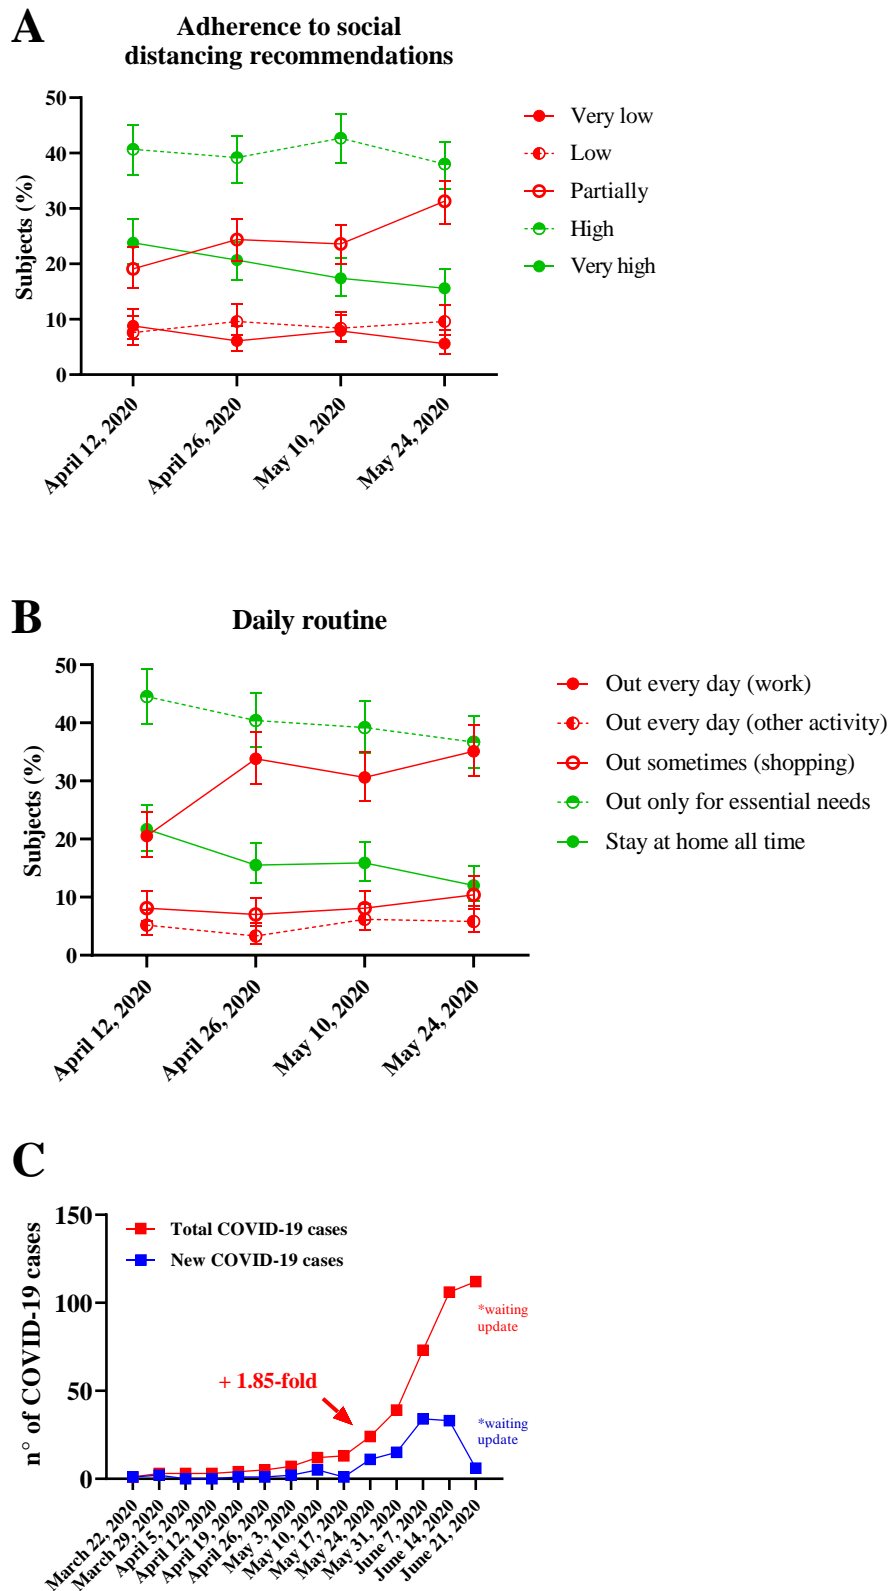 A
Adherence to social
distancing recommendations
Subjects (%)
50
40
30
20
10
0
April 12, 2020
April 26, 2020
May 10, 2020
May 24, 2020
Very low
Low
Partially
High
Very high
B
Daily routine
Subjects (%)
50
40
30
20
10
0
April 12, 2020
April 26, 2020
May 10, 2020
May 24, 2020
Out every day (work)
Out every day (other activity)
Out sometimes (shopping)
Out only for essential needs
Stay at home all time
C
n° of COVID-19 cases
150
100
50
0
Total COVID-19 cases
New COVID-19 cases
+ 1.85-fold
*waiting
update
*waiting
update
March 22, 2020
March 29, 2020
April 5, 2020
April 12, 2020
April 19, 2020
April 26, 2020
May 3, 2020
May 10, 2020
May 17, 2020
May 24, 2020
May 31, 2020
June 7, 2020
June 14, 2020
June 21, 2020